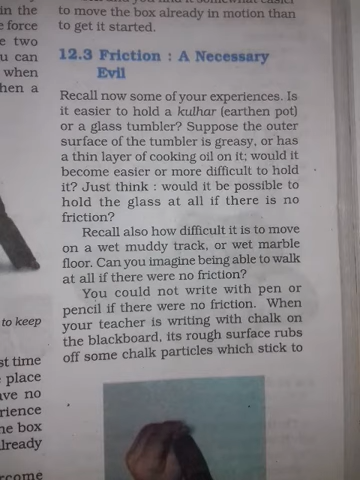 in the
e force
e two
u can
when
hen a
to keep
st time
place
ave no
rience
he box
already
ercome
to move the box already in motion than
to get it started.
12.3 Friction : A Necessary
Evil
Recall now some of your experiences. Is
it easier to hold a kulhar (earthen pot)
or a glass tumbler? Suppose the outer
surface of the tumbler is greasy, or has
a thin layer of cooking oil on it; would it
become easier or more difficult to hold
it? Just think : would it be possible to
hold the glass at all if there is no
friction?
Recall also how difficult it is to move
on a wet muddy track, or wet marble
floor. Can you imagine being able to walk
at all if there were no friction?
You could not write with pen or
pencil if there were no friction. When
your teacher is writing with chalk on
the blackboard, its rough surface rubs
off some chalk particles which stick to